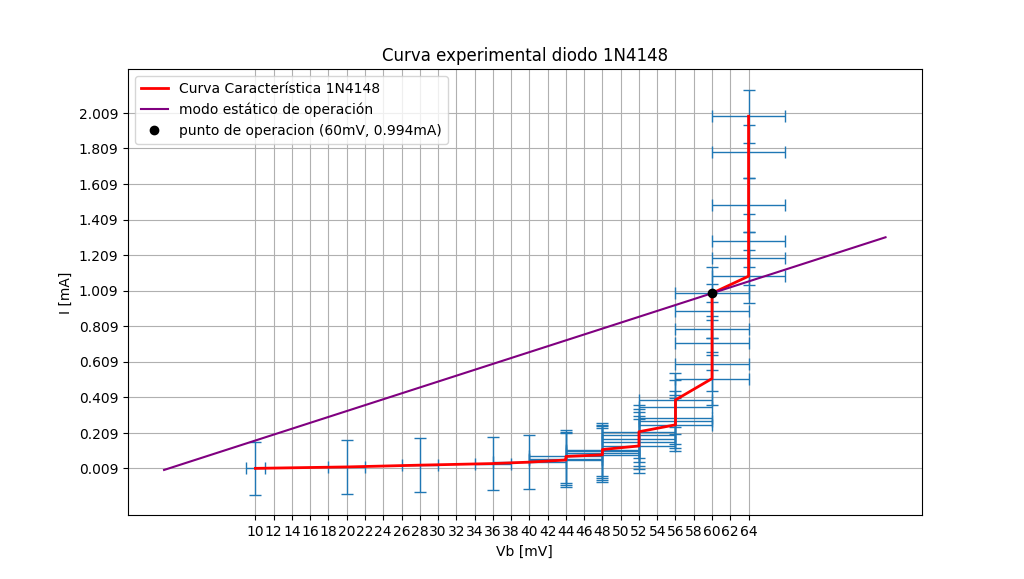 Curva experimental diodo 1N4148
Curva Característica 1N4148
modo estático de operación
punto de operacion (60mV, 0.994mA)
2.009
1.809
1.609
1.409
1.209
1.009
0.809
0.609
0.409
0.209
0.009
I [mA]
10 12 14 16 18 20 22 24 26 28 30 32 34 36 38 40 42 44 46 48 50 52 54 56 58 60 62 64
Vb [mV]